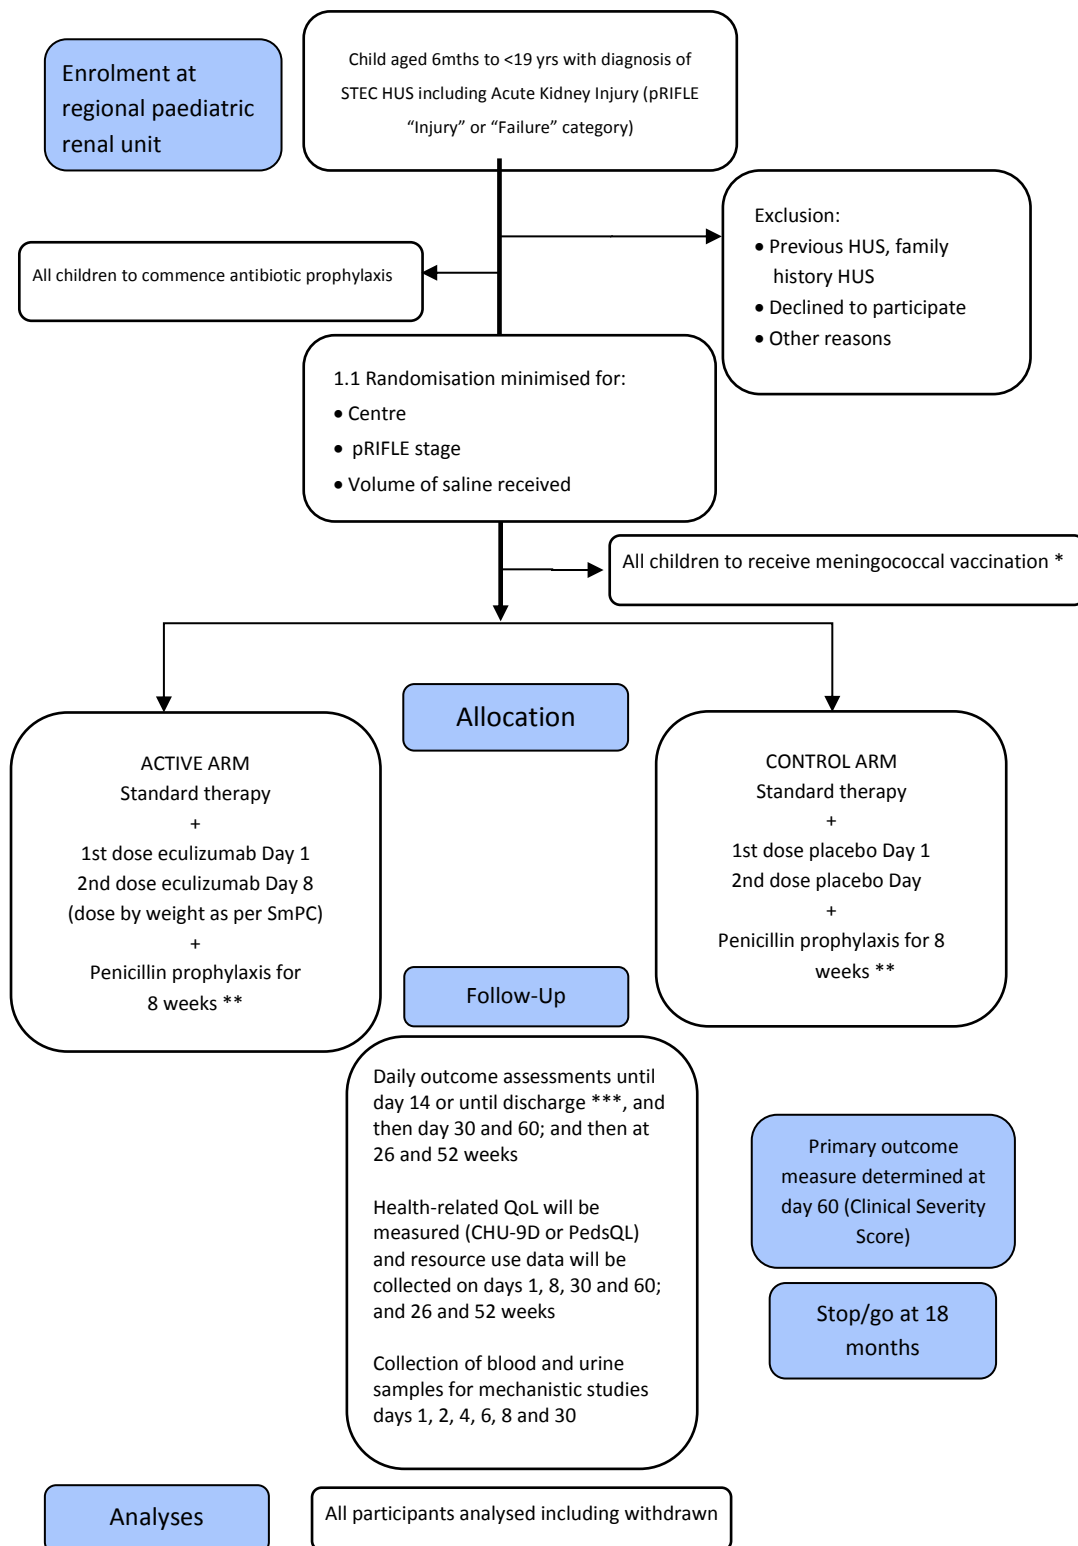 Enrolment at
regional paediatric
renal unit
Child aged 6mths to <19 yrs with diagnosis of
STEC HUS including Acute Kidney Injury (pRIFLE
“Injury” or “Failure” category)
Exclusion:
• Previous HUS, family
history HUS
• Declined to participate
• Other reasons
All children to commence antibiotic prophylaxis
1.1 Randomisation minimised for:
• Centre
• pRIFLE stage
• Volume of saline received
All children to receive meningococcal vaccination *
Allocation
ACTIVE ARM
Standard therapy
+
1st dose eculizumab Day 1
2nd dose eculizumab Day 8
(dose by weight as per SmPC)
+
Penicillin prophylaxis for
8 weeks **
CONTROL ARM
Standard therapy
+
1st dose placebo Day 1
2nd dose placebo Day
+
Penicillin prophylaxis for 8
weeks **
Follow-Up
Daily outcome assessments until
day 14 or until discharge ***, and
then day 30 and 60; and then at
26 and 52 weeks
Health-related QoL will be
measured (CHU-9D or PedsQL)
and resource use data will be
collected on days 1, 8, 30 and 60;
and 26 and 52 weeks
Collection of blood and urine
samples for mechanistic studies
days 1, 2, 4, 6, 8 and 30
Primary outcome
measure determined at
day 60 (Clinical Severity
Score)
Stop/go at 18
months
Analyses
All participants analysed including withdrawn